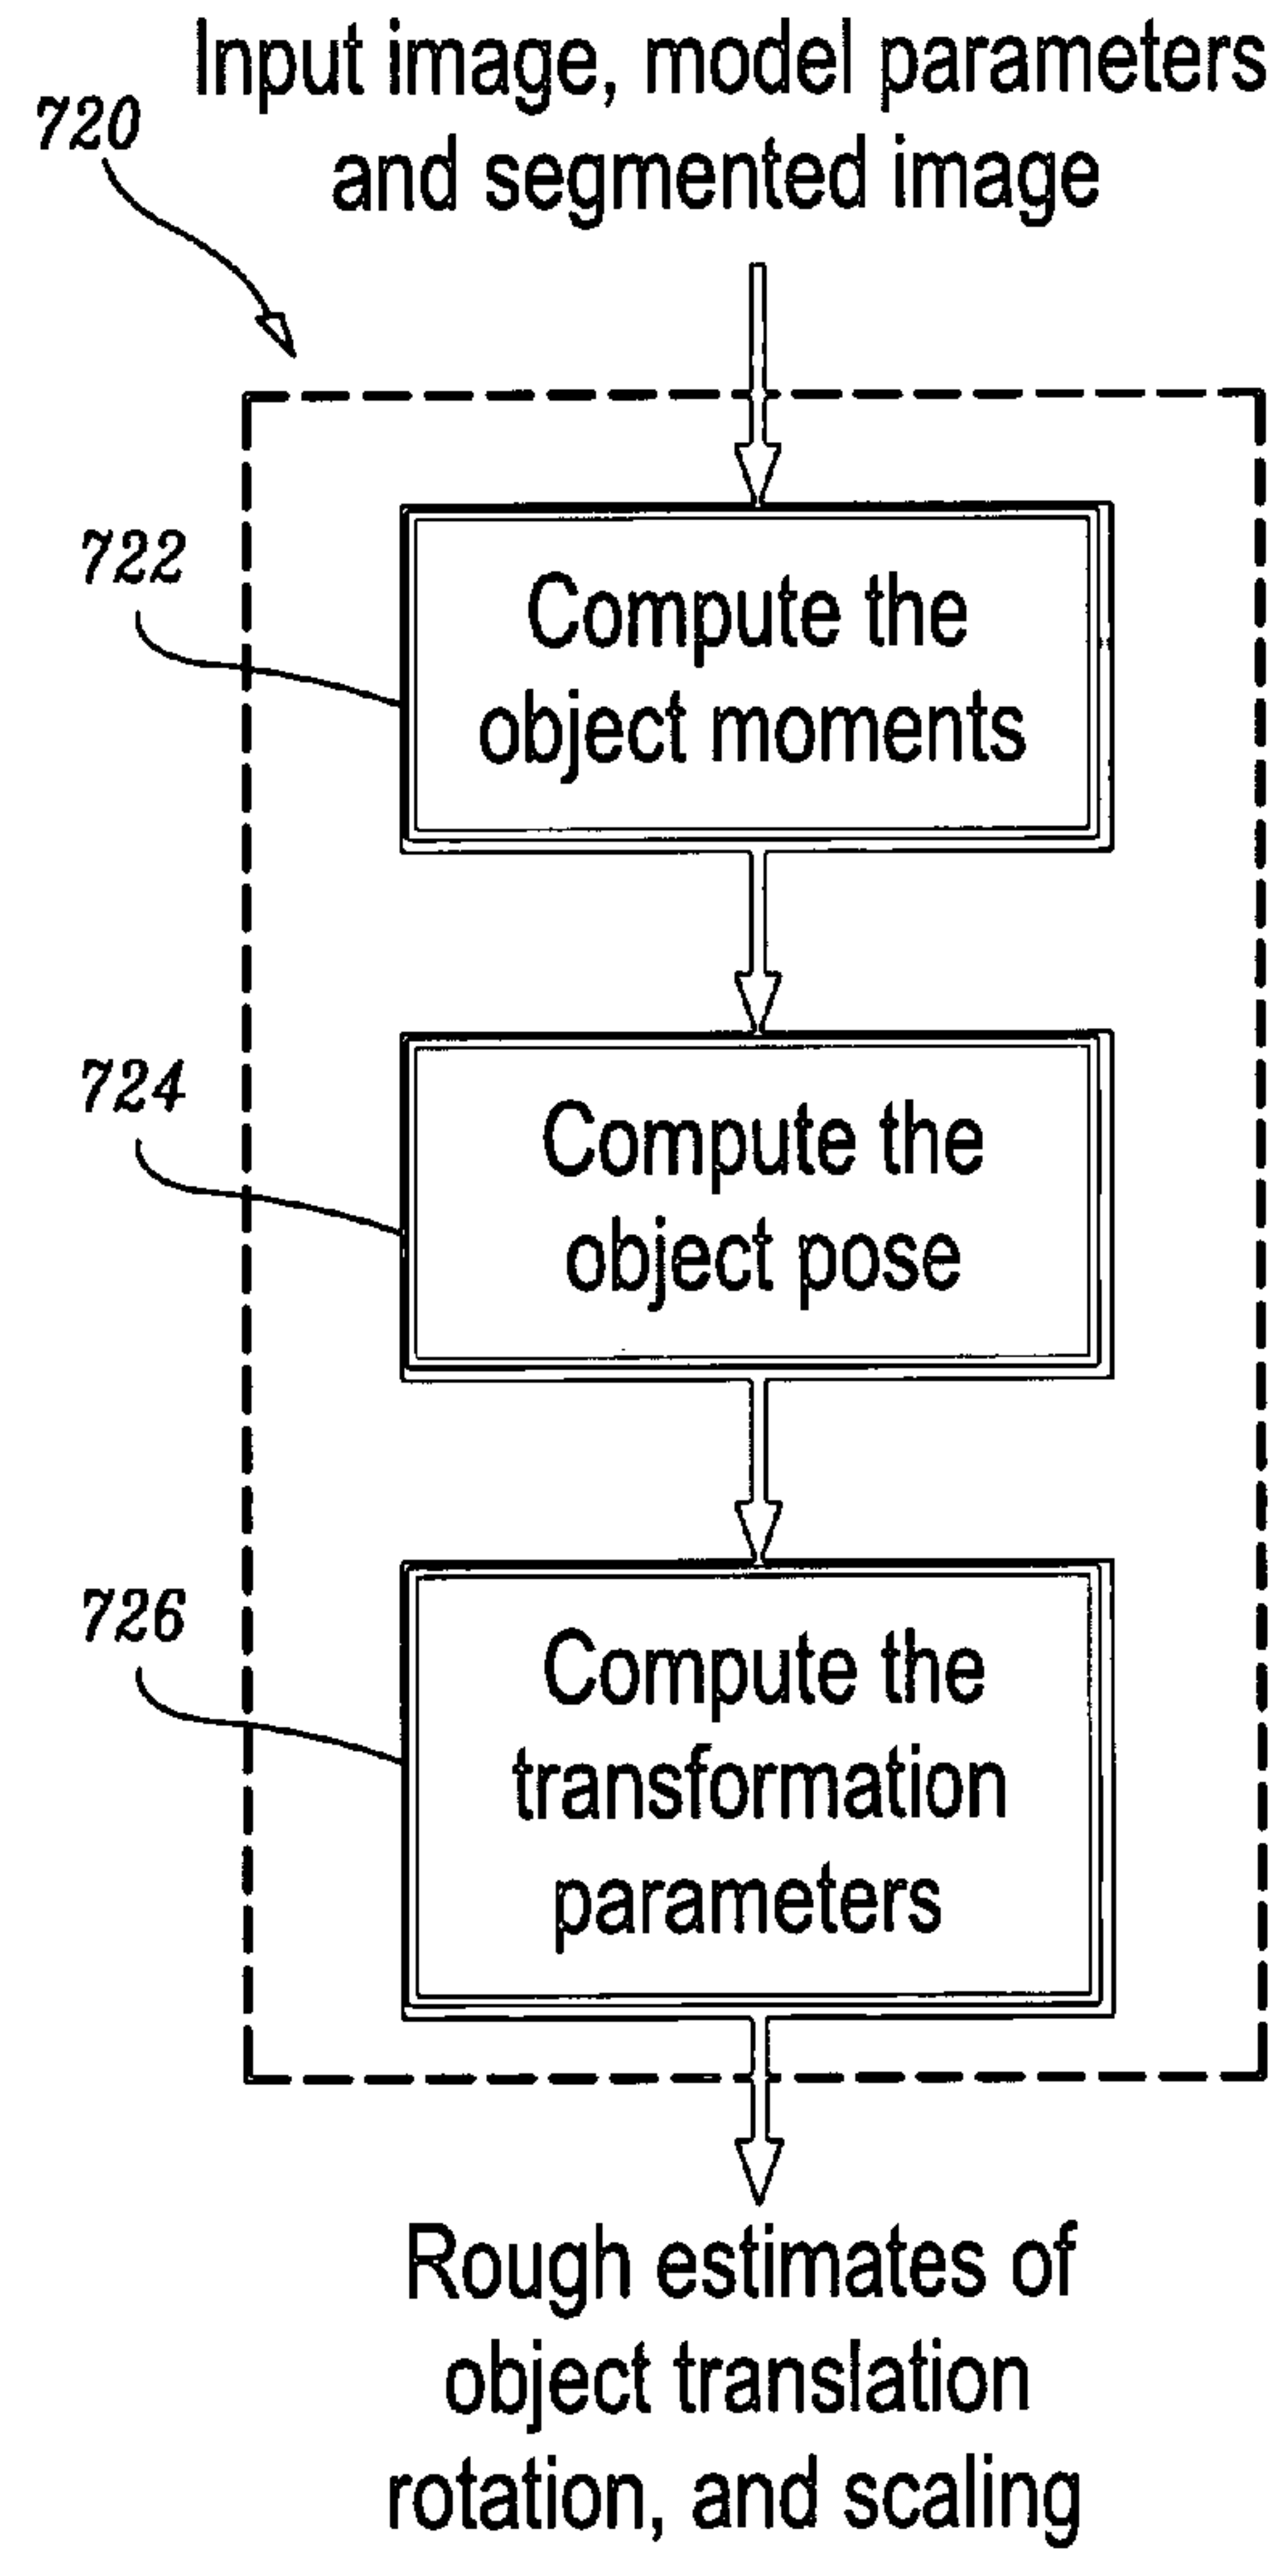 Input image, model parameters
and segmented image
720
722
Compute the
object moments
724
Compute the
object pose
726
Compute the
transformation
parameters
Rough estimates of
object translation
rotation, and scaling